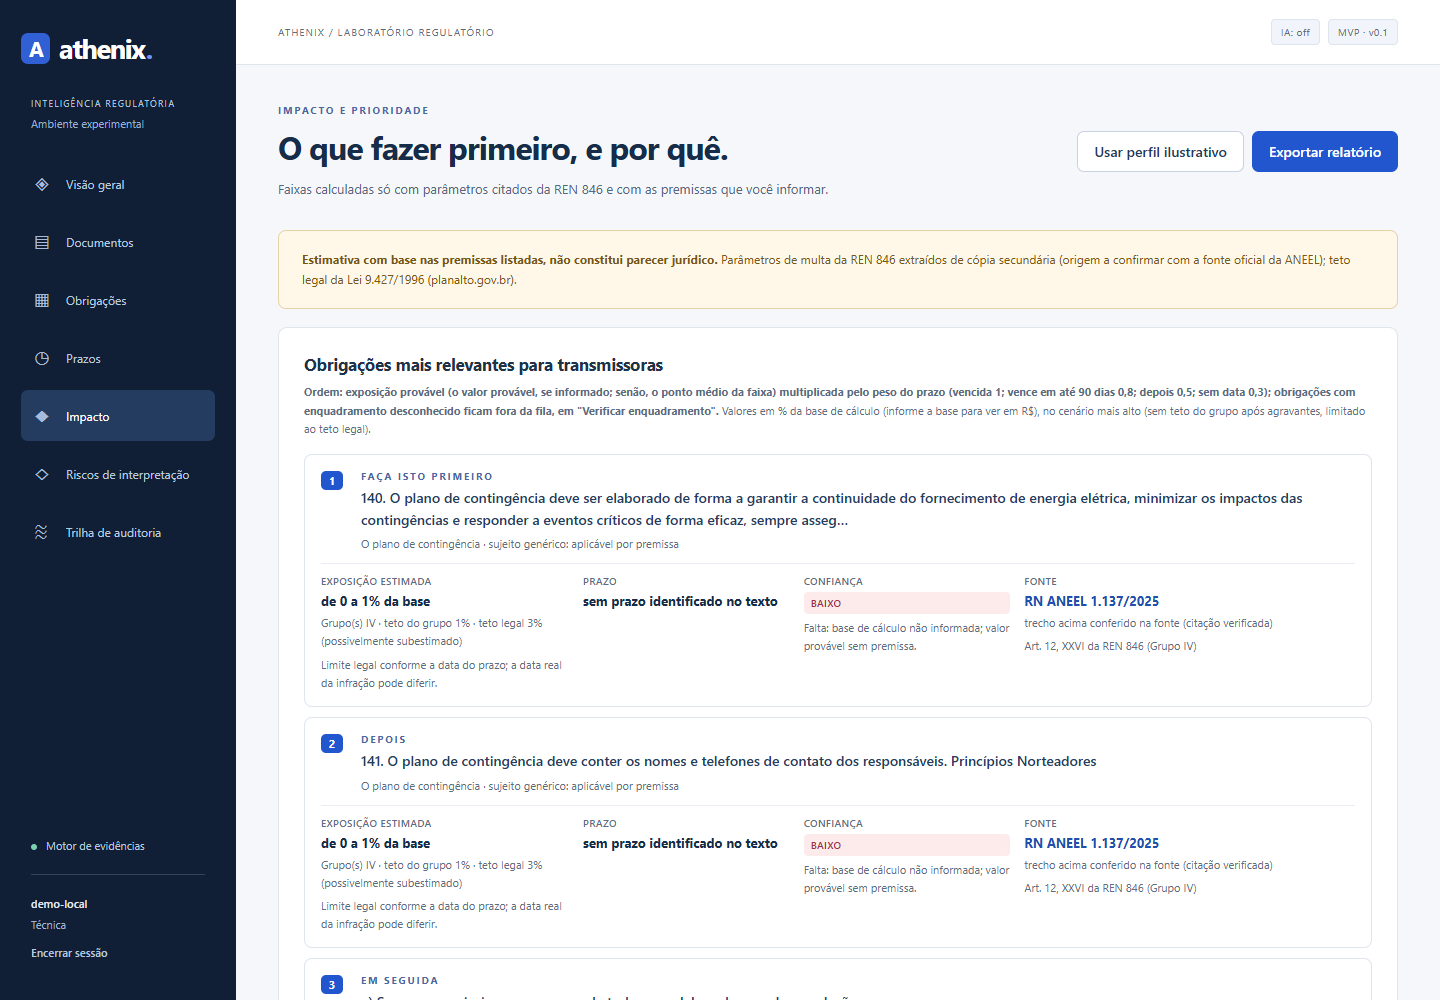 A athenix.
INTELIGÊNCIA REGULATÓRIA
Ambiente experimental
Visão geral
Documentos
Obrigações
Prazos
Impacto
Riscos de interpretação
Trilha de auditoria
Motor de evidências
demo-local
Técnica
Encerrar sessão
ATHENIX / LABORATÓRIO REGULATÓRIO
IA: off
MVP · v0.1
IMPACTO E PRIORIDADE
O que fazer primeiro, e por quê.
Faixas calculadas só com parâmetros citados da REN 846 e com as premissas que você informar.
Usar perfil ilustrativo
Exportar relatório
Estimativa com base nas premissas listadas, não constitui parecer jurídico. Parâmetros de multa da REN 846 extraídos de cópia secundária (origem a confirmar com a fonte oficial da ANEEL); teto
legal da Lei 9.427/1996 (planalto.gov.br).
Obrigações mais relevantes para transmissoras
Ordem: exposição provável (o valor provável, se informado; senão, o ponto médio da faixa) multiplicada pelo peso do prazo (vencida 1; vence em até 90 dias 0,8; depois 0,5; sem data 0,3); obrigações com
enquadramento desconhecido ficam fora da fila, em "Verificar enquadramento". Valores em % da base de cálculo (informe a base para ver em R$), no cenário mais alto (sem teto do grupo após agravantes, limitado
ao teto legal).
1
FAÇA ISTO PRIMEIRO
140. O plano de contingência deve ser elaborado de forma a garantir a continuidade do fornecimento de energia elétrica, minimizar os impactos das
contingências e responder a eventos críticos de forma eficaz, sempre asseg...
O plano de contingência · sujeito genérico: aplicável por premissa
EXPOSIÇÃO ESTIMADA
de 0 a 1% da base
Grupo(s) IV · teto do grupo 1% · teto legal 3%
(possivelmente subestimado)
Limite legal conforme a data do prazo; a data real
da infração pode diferir.
PRAZO
sem prazo identificado no texto
CONFIANÇA
BAIXO
Falta: base de cálculo não informada; valor
provável sem premissa.
FONTE
RN ANEEL 1.137/2025
trecho acima conferido na fonte (citação verificada)
Art. 12, XXVI da REN 846 (Grupo IV)
2
DEPOIS
141. O plano de contingência deve conter os nomes e telefones de contato dos responsáveis. Princípios Norteadores
O plano de contingência · sujeito genérico: aplicável por premissa
EXPOSIÇÃO ESTIMADA
de 0 a 1% da base
Grupo(s) IV · teto do grupo 1% · teto legal 3%
(possivelmente subestimado)
Limite legal conforme a data do prazo; a data real
da infração pode diferir.
PRAZO
sem prazo identificado no texto
CONFIANÇA
BAIXO
Falta: base de cálculo não informada; valor
provável sem premissa.
FONTE
RN ANEEL 1.137/2025
trecho acima conferido na fonte (citação verificada)
Art. 12, XXVI da REN 846 (Grupo IV)
3
EM SEGUIDA